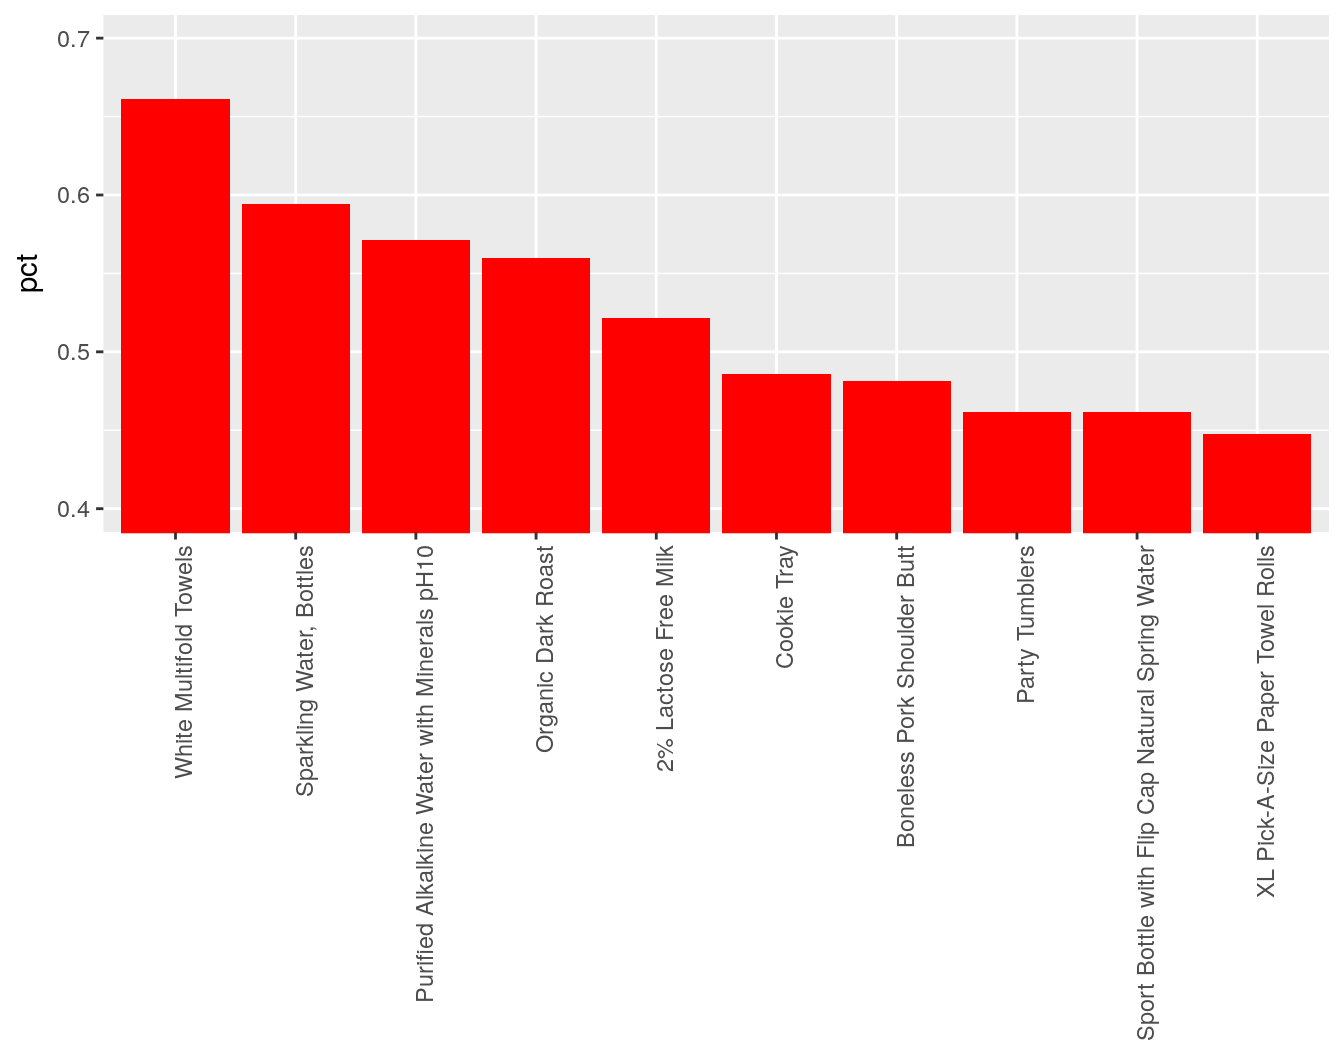 0.7
0.6
0.5
0.4
pct
White Multifold Towels
Sparkling Water, Bottles
Purified Alkalkine Water with Minerals pH10
Organic Dark Roast
2% Lactose Free Milk
Cookie Tray
Boneless Pork Shoulder Butt
Party Tumblers
Sport Bottle with Flip Cap Natural Spring Water
XL Pick-A-Size Paper Towel Rolls